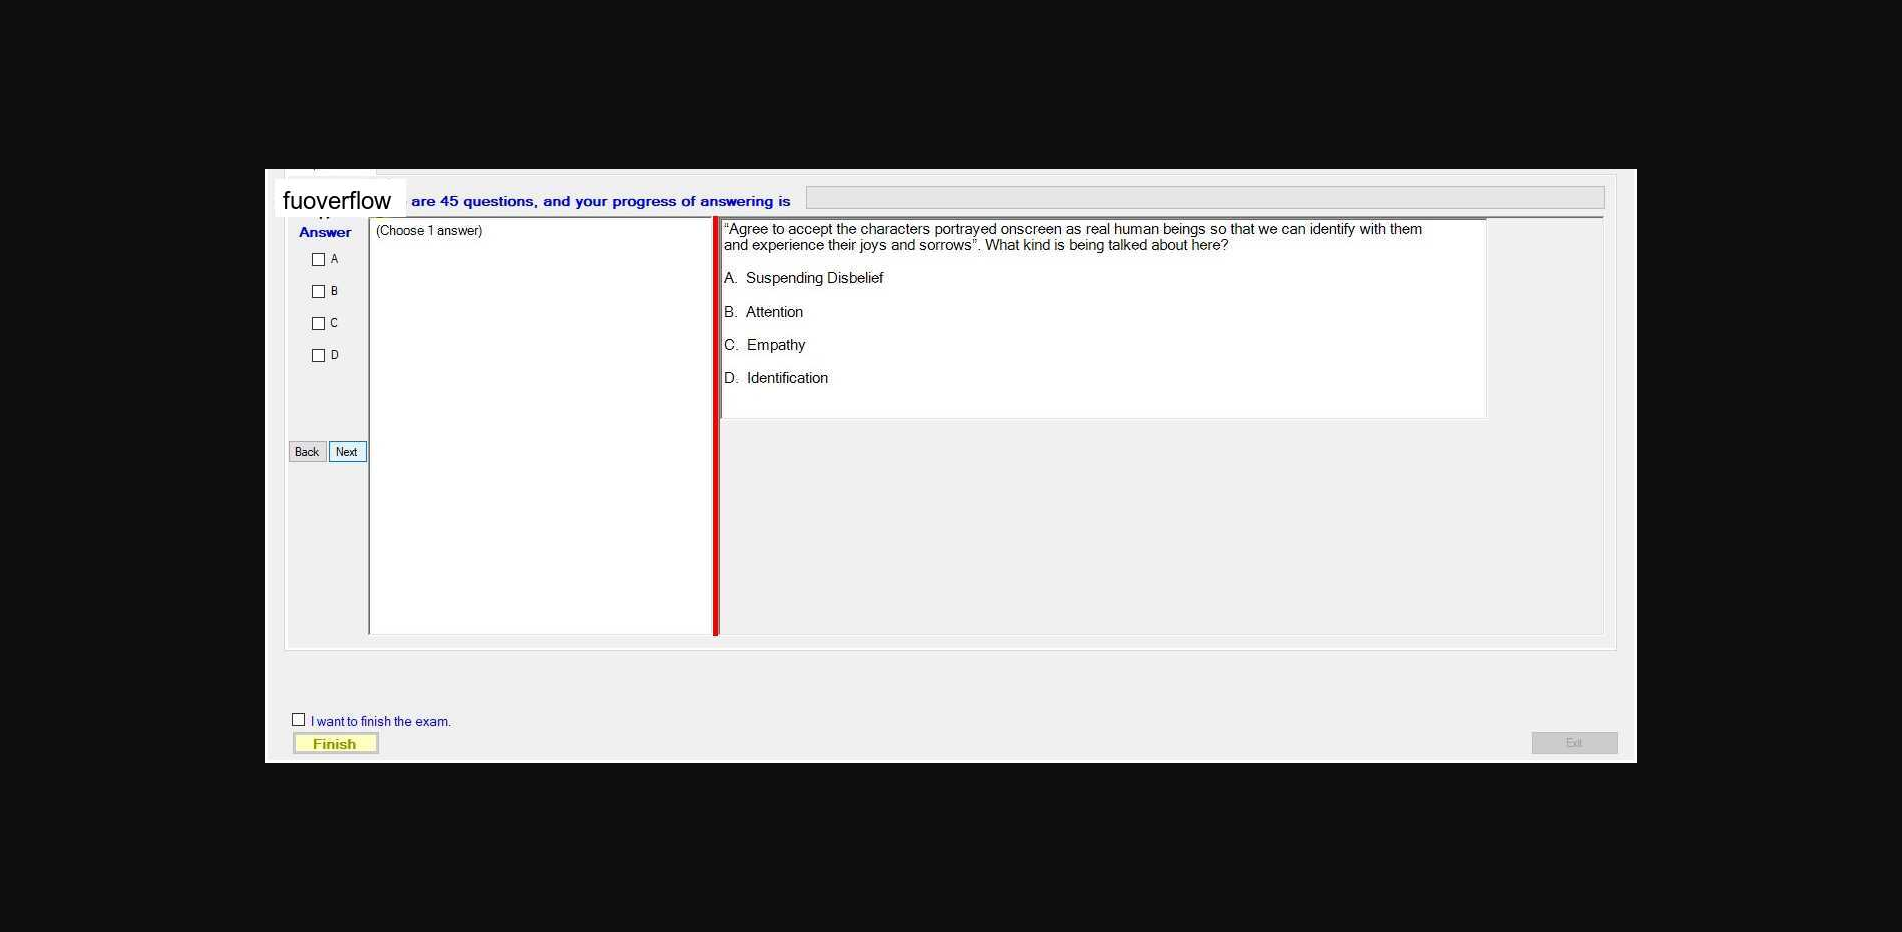 fuoverflow are 45 questions, and your progress of answering is
Answer
(Choose 1 answer)
A
B
C
D
Back Next
“Agree to accept the characters portrayed onscreen as real human beings so that we can identify with them
and experience their joys and sorrows”. What kind is being talked about here?
A. Suspending Disbelief
B. Attention
C. Empathy
D. Identification
I want to finish the exam.
Finish
Exit